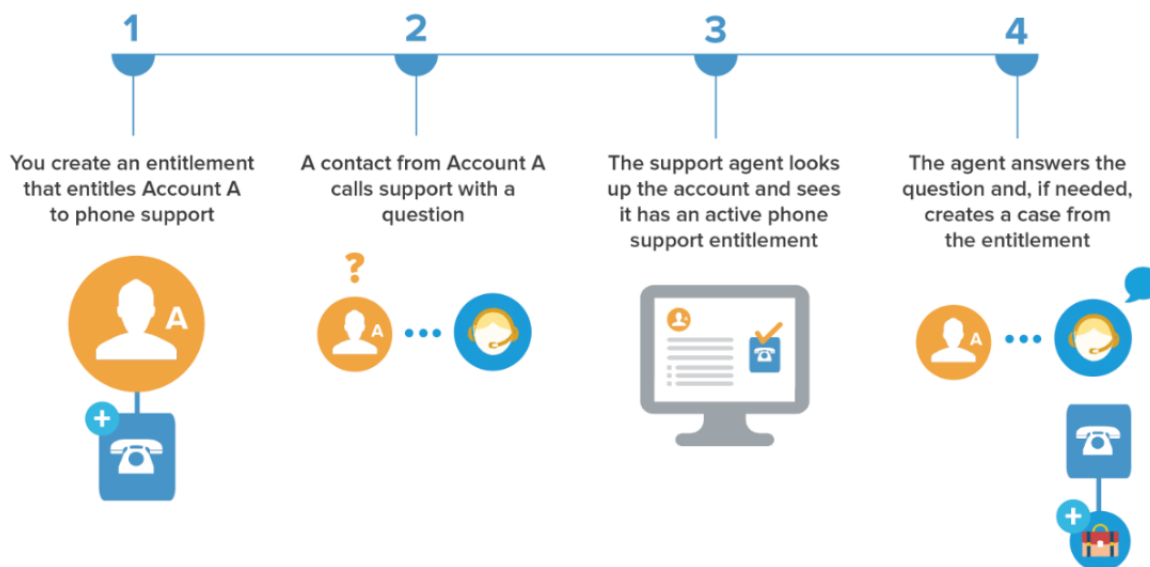 1
2
3
4
You create an entitlement
that entitles Account A
to phone support
A contact from Account A
calls support with a
question
The support agent looks
up the account and sees
it has an active phone
support entitlement
The agent answers the
question and, if needed,
creates a case from
the entitlement
A
?
A
A